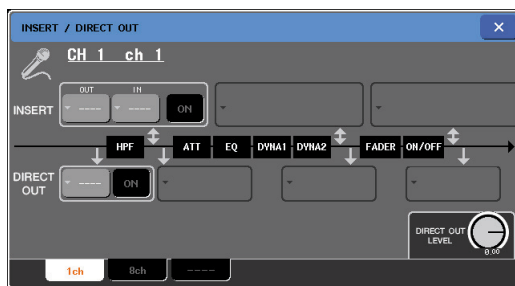 INSERT / DIRECT OUT
CH 1 ch 1
OUT IN
INSERT ---- ---- ON
HPF ATT EQ DYNA1 DYNA2 FADER ON/OFF
DIRECT OUT ---- ON
DIRECT OUT LEVEL
0.00
1ch 8ch ----